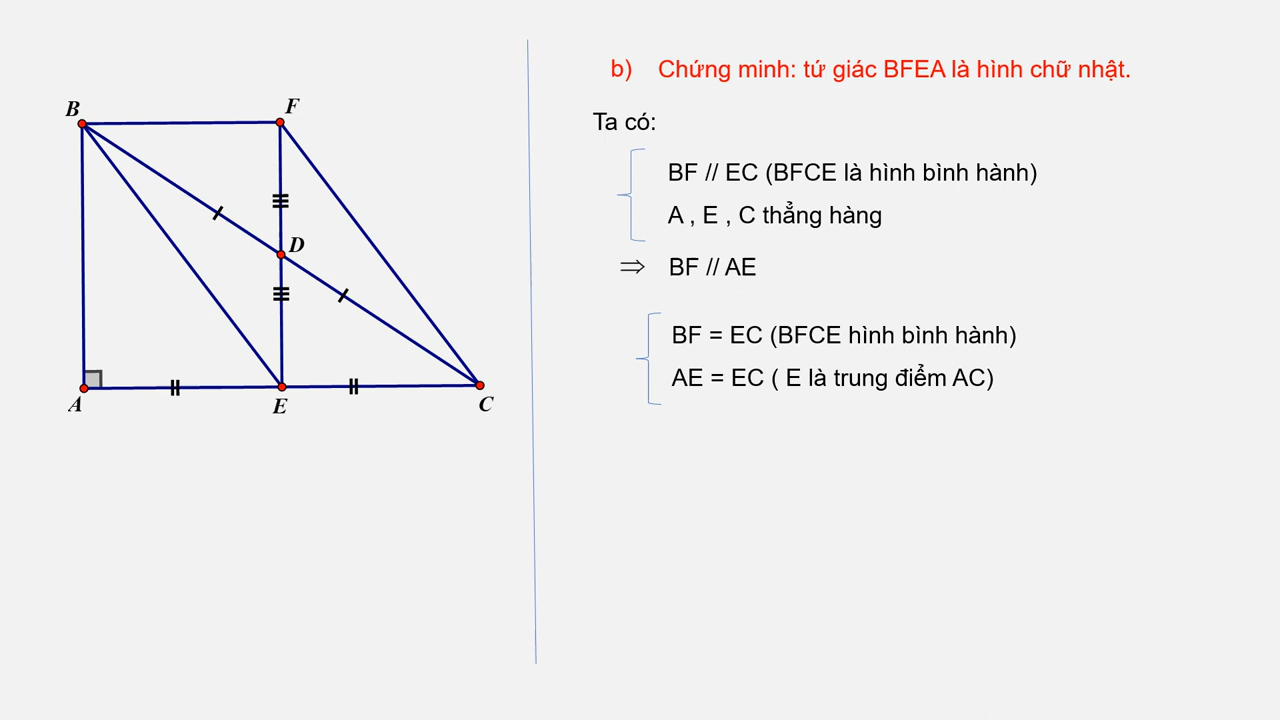 b) Chứng minh: tứ giác BFEA là hình chữ nhật.
Ta có:
BF // EC (BFCE là hình bình hành)
A , E , C thẳng hàng
⇒ BF // AE
BF = EC (BFCE hình bình hành)
AE = EC ( E là trung điểm AC)
B
F
D
A
E
C